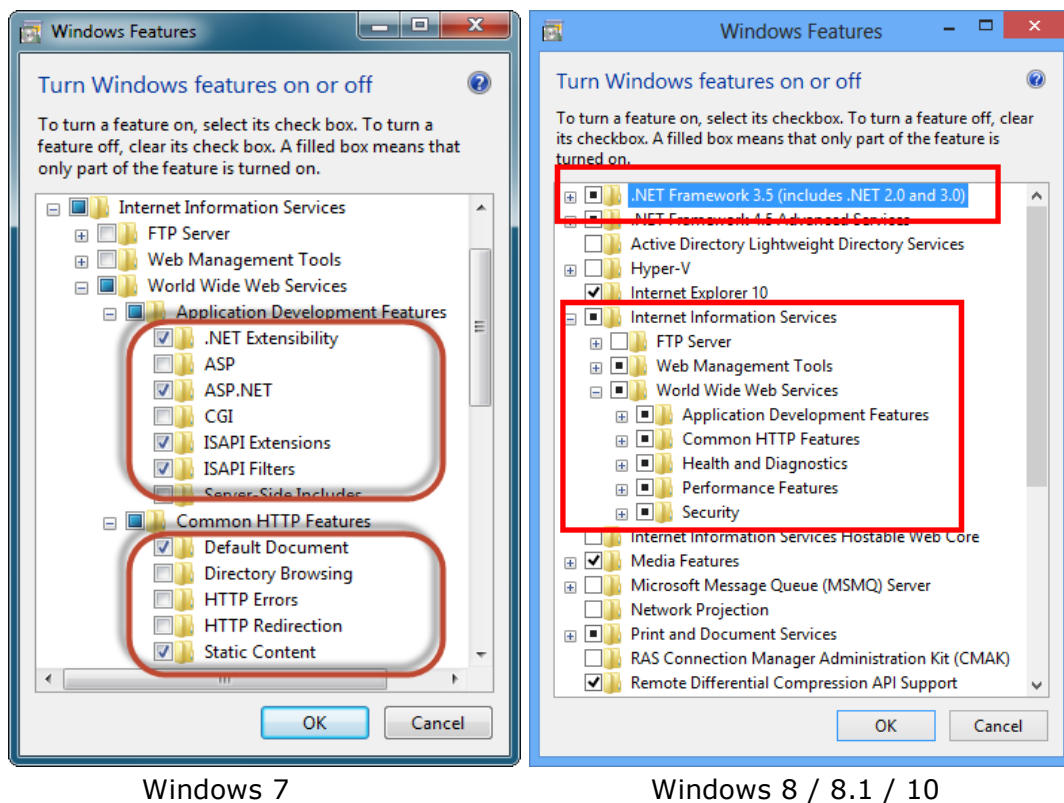 Windows Features
Turn Windows features on or off
To turn a feature on, select its check box. To turn a
feature off, clear its check box. A filled box means that
only part of the feature is turned on.
Internet Information Services
FTP Server
Web Management Tools
World Wide Web Services
Application Development Features
.NET Extensibility
ASP
ASP.NET
CGI
ISAPI Extensions
ISAPI Filters
Server-Side Includes
Common HTTP Features
Default Document
Directory Browsing
HTTP Errors
HTTP Redirection
Static Content
OK
Cancel
Windows 7
Windows Features
Turn Windows features on or off
To turn a feature on, select its checkbox. To turn a feature off, clear
its checkbox. A filled box means that only part of the feature is
turned on.
.NET Framework 3.5 (includes .NET 2.0 and 3.0)
.NET Framework 4.5 Advanced Services
Active Directory Lightweight Directory Services
Hyper-V
Internet Explorer 10
Internet Information Services
FTP Server
Web Management Tools
World Wide Web Services
Application Development Features
Common HTTP Features
Health and Diagnostics
Performance Features
Security
Internet Information Services Hostable Web Core
Media Features
Microsoft Message Queue (MSMQ) Server
Network Projection
Print and Document Services
RAS Connection Manager Administration Kit (CMAK)
Remote Differential Compression API Support
OK
Cancel
Windows 8 / 8.1 / 10